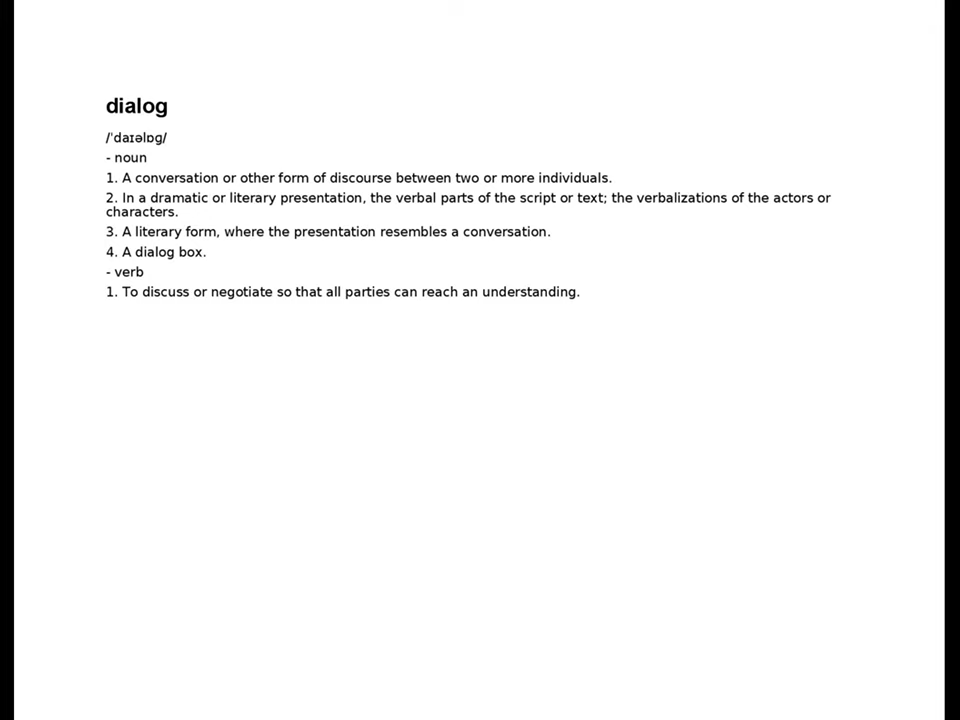 dialog
/ˈdaɪəlɒɡ/
- noun
1. A conversation or other form of discourse between two or more individuals.
2. In a dramatic or literary presentation, the verbal parts of the script or text; the verbalizations of the actors or
characters.
3. A literary form, where the presentation resembles a conversation.
4. A dialog box.
- verb
1. To discuss or negotiate so that all parties can reach an understanding.